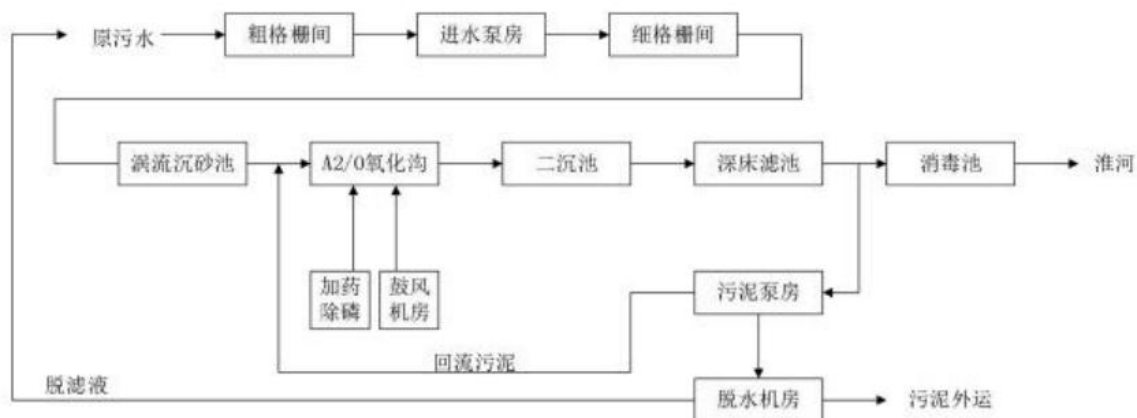 原污水
粗格栅间
进水泵房
细格栅间
涡流沉砂池
A2/O氧化沟
二沉池
深床滤池
消毒池
淮河
加药
除磷
鼓风
机房
污泥泵房
回流污泥
脱滤液
脱水机房
污泥外运